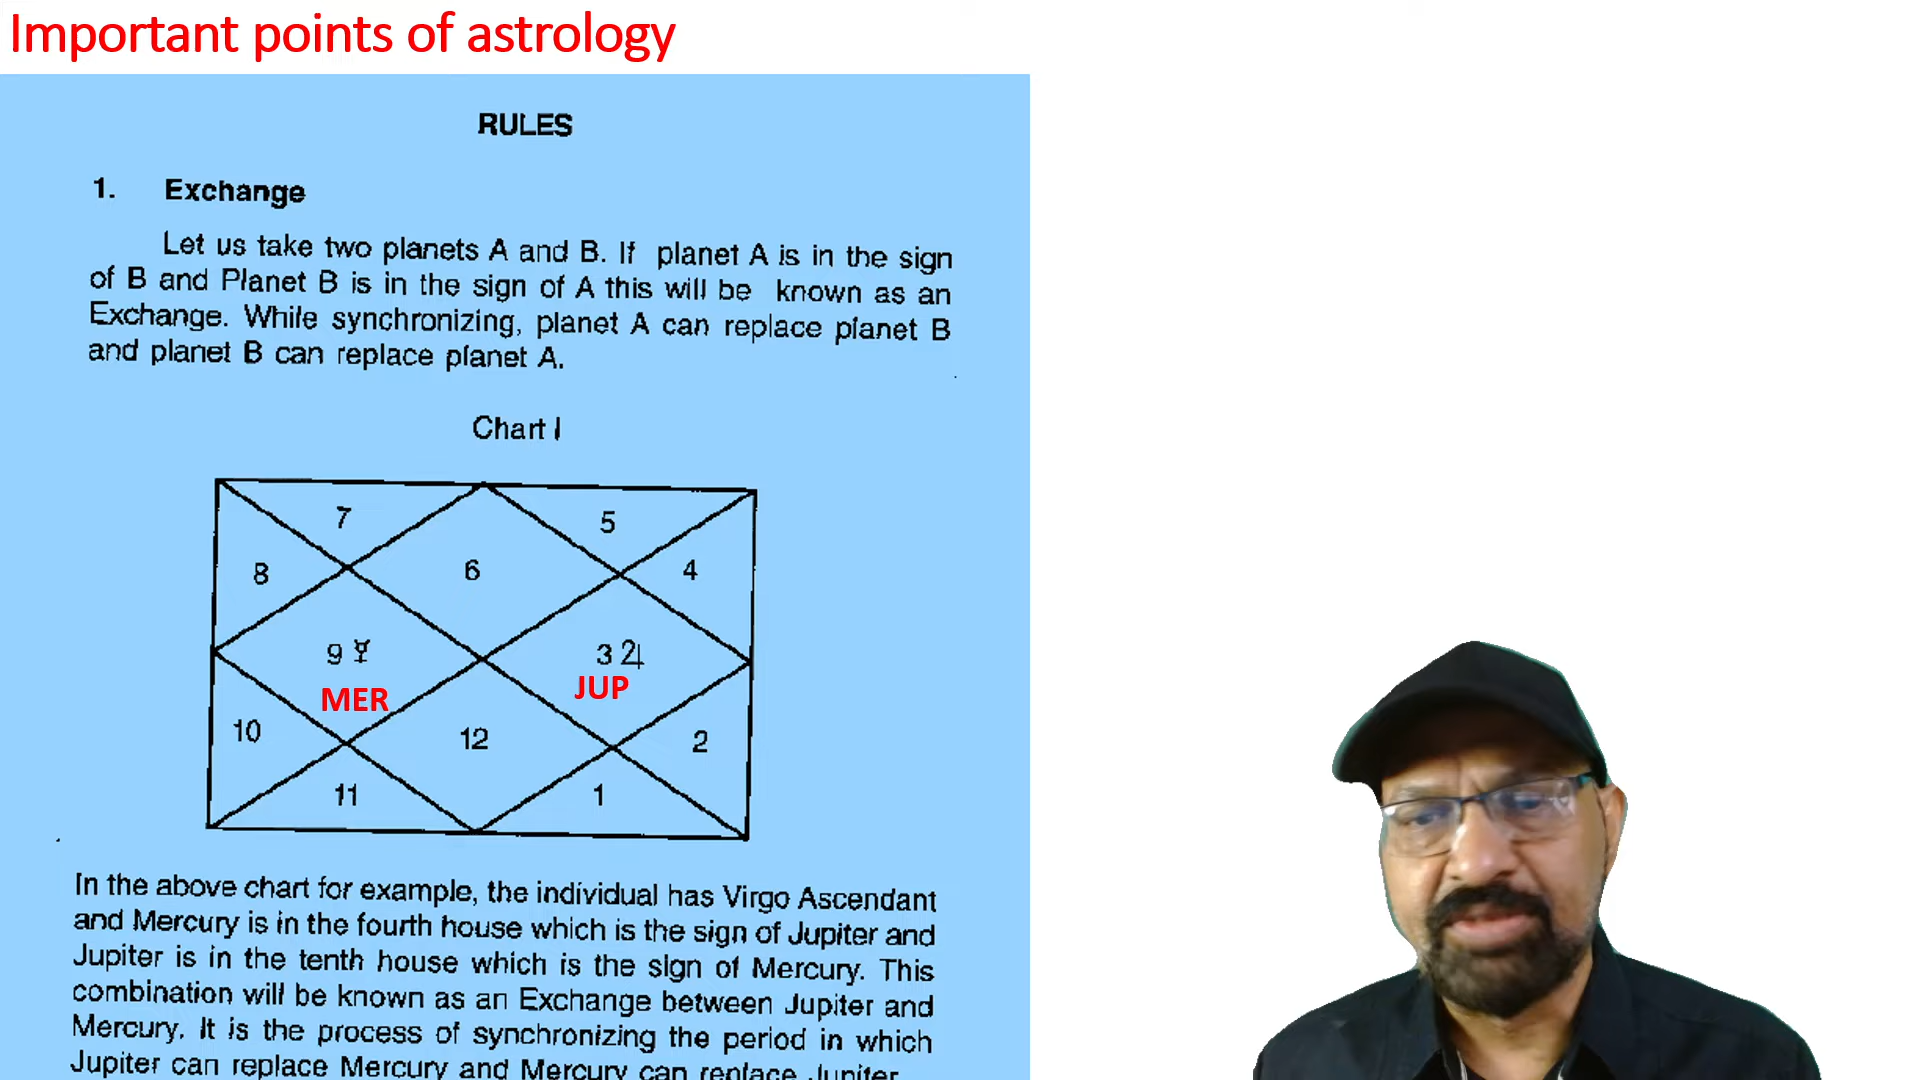 Important points of astrology
RULES
1. Exchange
Let us take two planets A and B. If planet A is in the sign
of B and Planet B is in the sign of A this will be known as an
Exchange. While synchronizing, planet A can replace planet B
and planet B can replace planet A.
Chart I
7 5
8 6 4
9 ☿ 3 ♃
MER JUP
10 12 2
11 1
In the above chart for example, the individual has Virgo Ascendant
and Mercury is in the fourth house which is the sign of Jupiter and
Jupiter is in the tenth house which is the sign of Mercury. This
combination will be known as an Exchange between Jupiter and
Mercury. It is the process of synchronizing the period in which
Jupiter can replace Mercury and Mercury can replace Jupiter